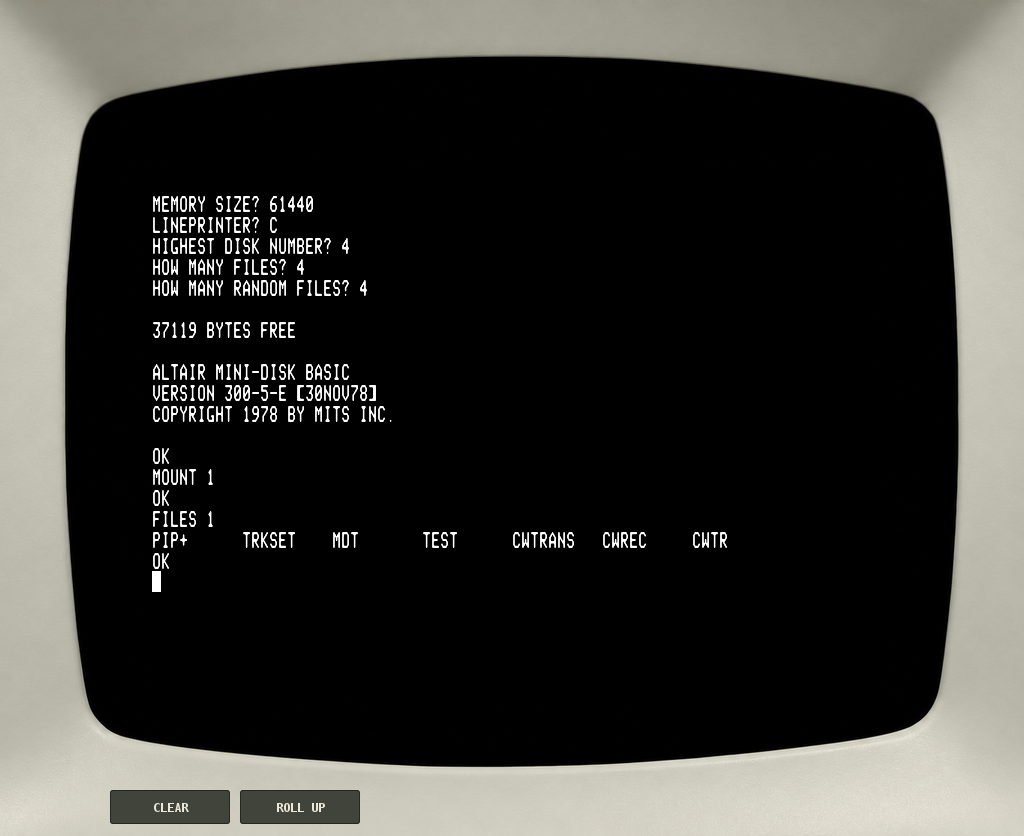 MEMORY SIZE? 61440
LINEPRINTER? C
HIGHEST DISK NUMBER? 4
HOW MANY FILES? 4
HOW MANY RANDOM FILES? 4
37119 BYTES FREE
ALTAIR MINI-DISK BASIC
VERSION 300-5-E [30NOV78]
COPYRIGHT 1978 BY MITS INC.
OK
MOUNT 1
OK
FILES 1
PIP+ TRKSET MDT TEST CWTRANS CWREC CWTR
OK
CLEAR ROLL UP